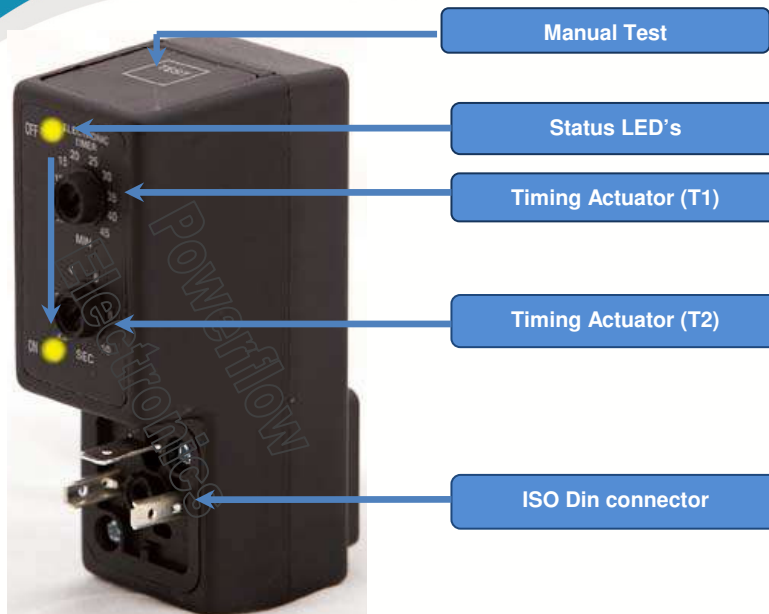 Manual Test
TEST
Status LED's
OFF
ELECTRONIC
TIMER
15 20 25
30
35
40
45
MIN
Timing Actuator (T1)
Timing Actuator (T2)
ON
SEC
ISO Din connector
Powerflow
Electronics